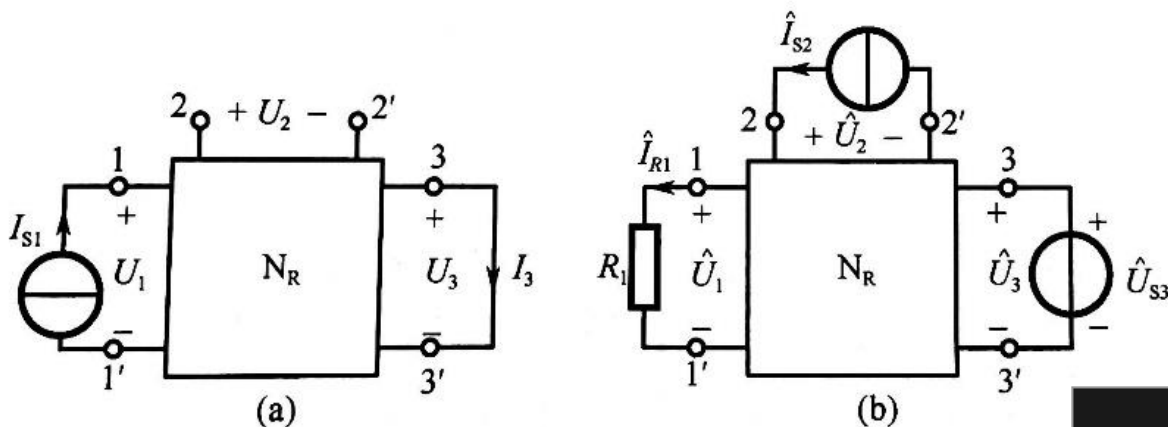 2 + U₂ − 2′
1 3
+ +
I_S1 U₁ N_R U₃ I₃
− −
1′ 3′
(a)
Î_S2
2 + Û₂ − 2′
Î_R1 1 3
+ + +
R₁ Û₁ N_R Û₃ Û_S3
− − −
1′ 3′
(b)